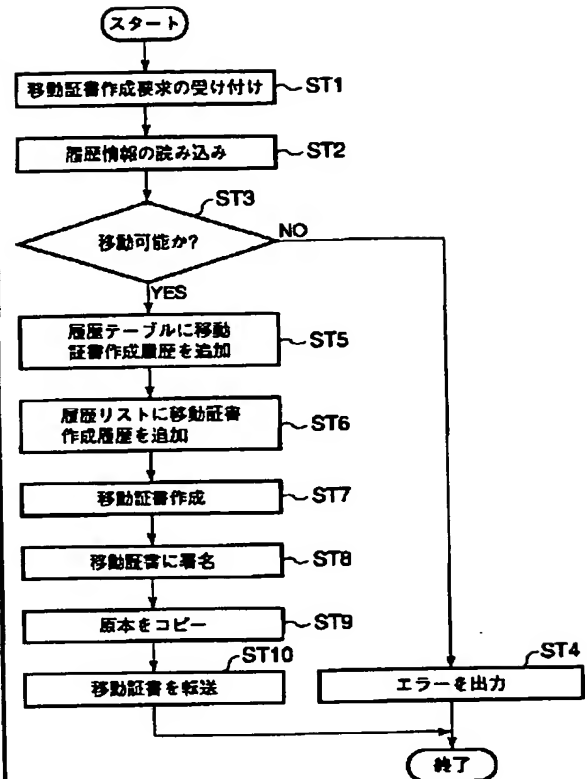 スタート
移動証書作成要求の受け付け
ST1
履歴情報の読み込み
ST2
ST3
移動可能か?
NO
YES
履歴テーブルに移動
証書作成履歴を追加
ST5
履歴リストに移動証書
作成履歴を追加
ST6
移動証書作成
ST7
移動証書に署名
ST8
原本をコピー
ST9
ST10
移動証書を転送
ST4
エラーを出力
終了